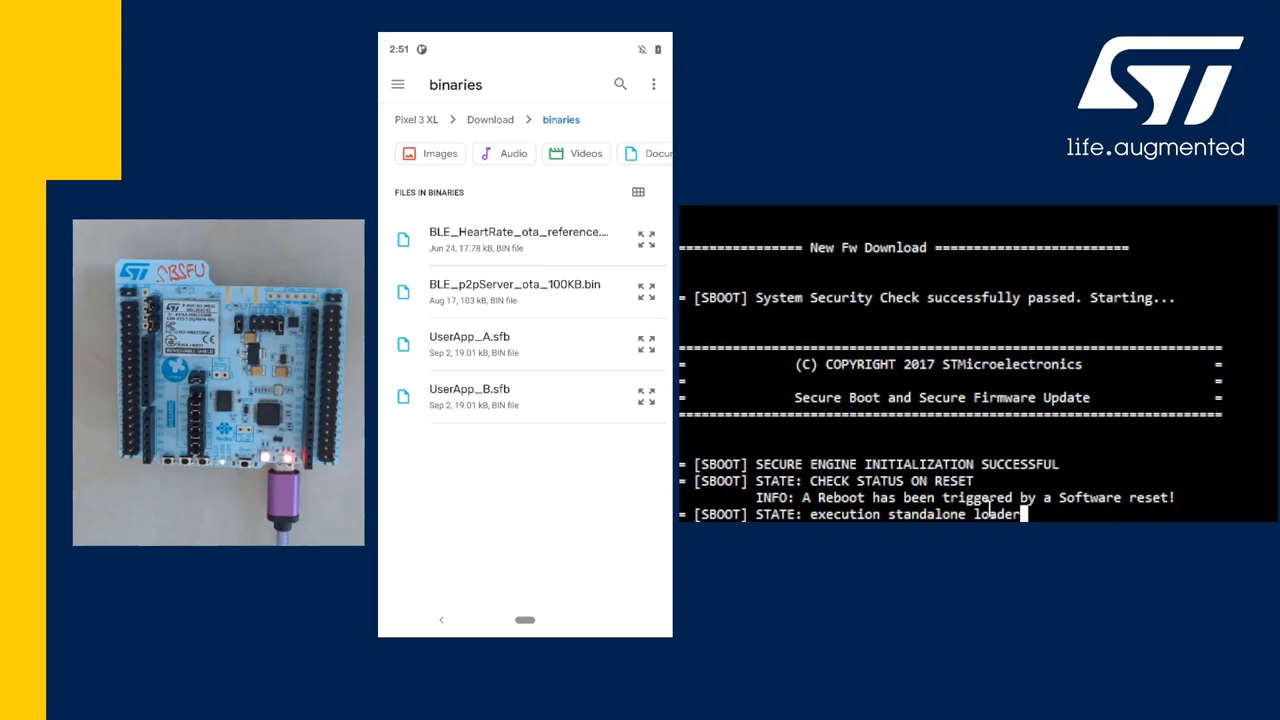 ST
life.augmented
SBSFU
2:51
binaries
Pixel 3 XL > Download > binaries
Images
Audio
Videos
Docu
FILES IN BINARIES
BLE_HeartRate_ota_reference....
Jun 24, 17.78 kB, BIN file
BLE_p2pServer_ota_100KB.bin
Aug 17, 103 kB, BIN file
UserApp_A.sfb
Sep 2, 19.01 kB, BIN file
UserApp_B.sfb
Sep 2, 19.01 kB, BIN file
================ New Fw Download =========================
= [SBOOT] System Security Check successfully passed. Starting...
======================================================================
= (C) COPYRIGHT 2017 STMicroelectronics =
= =
= Secure Boot and Secure Firmware Update =
======================================================================
= [SBOOT] SECURE ENGINE INITIALIZATION SUCCESSFUL
= [SBOOT] STATE: CHECK STATUS ON RESET
INFO: A Reboot has been triggered by a Software reset!
= [SBOOT] STATE: execution standalone loader